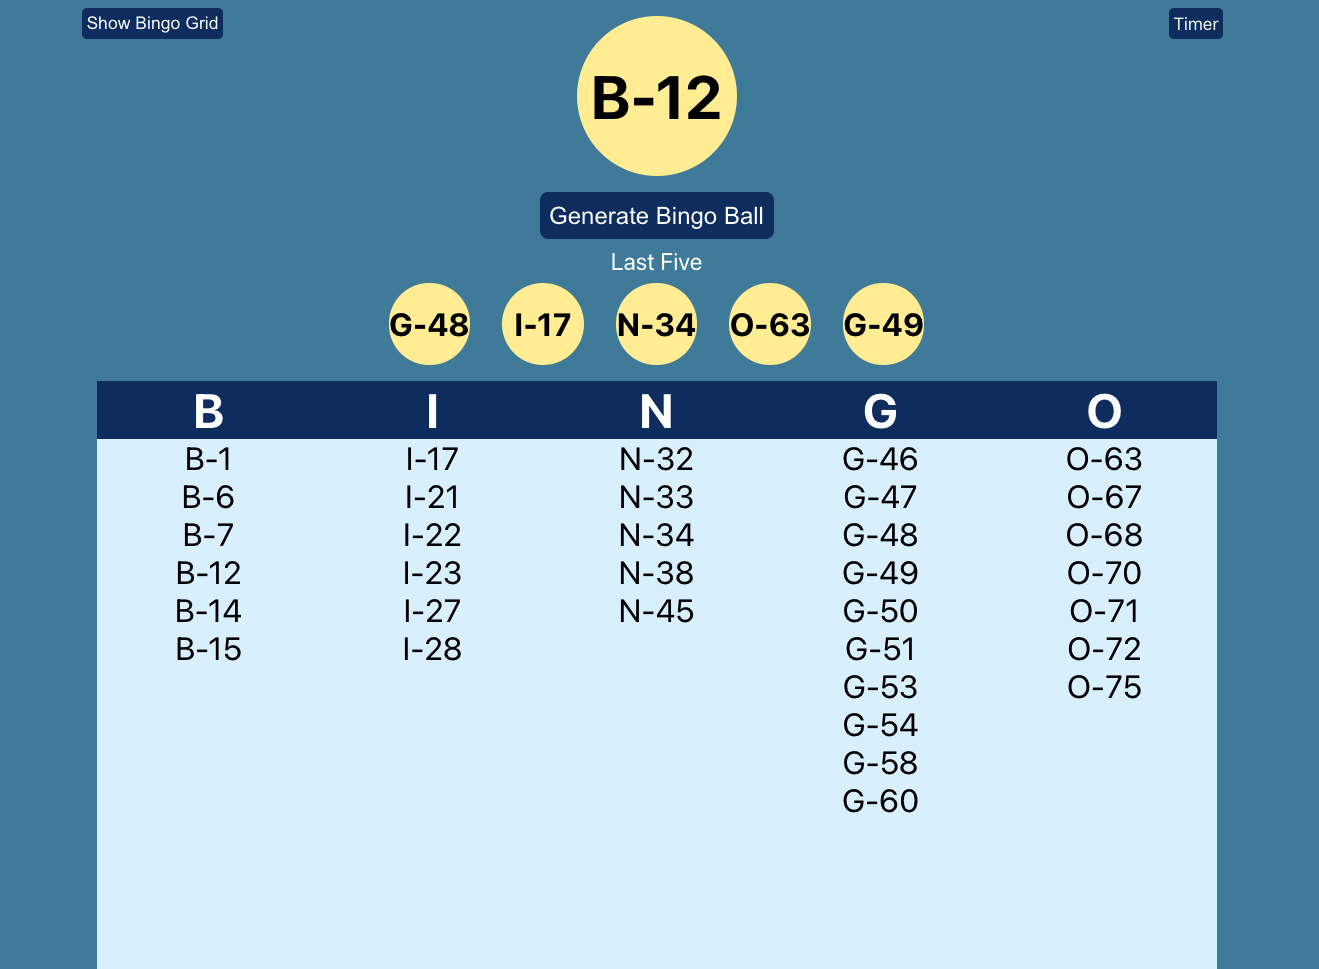 Show Bingo Grid
Timer
B-12
Generate Bingo Ball
Last Five
G-48 I-17 N-34 O-63 G-49
B I N G O
B-1 I-17 N-32 G-46 O-63
B-6 I-21 N-33 G-47 O-67
B-7 I-22 N-34 G-48 O-68
B-12 I-23 N-38 G-49 O-70
B-14 I-27 N-45 G-50 O-71
B-15 I-28 G-51 O-72
G-53 O-75
G-54
G-58
G-60